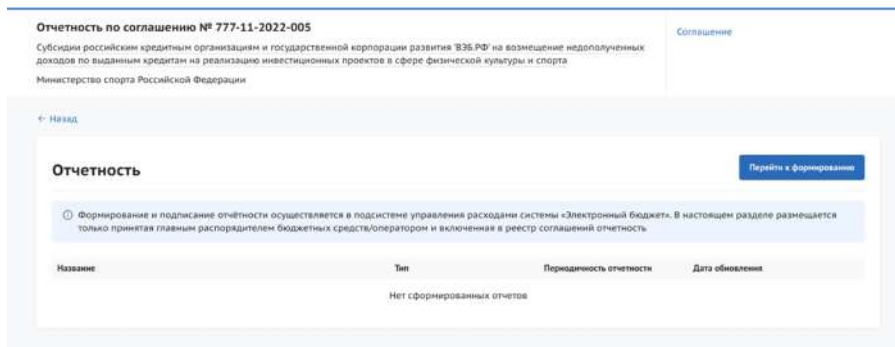 Отчетность по соглашению № 777-11-2022-005
Соглашение
Субсидии российским кредитным организациям и государственной корпорации развития 'ВЭБ.РФ' на возмещение недополученных
доходов по выданным кредитам на реализацию инвестиционных проектов в сфере физической культуры и спорта
Министерство спорта Российской Федерации
← Назад
Отчетность
Перейти к формированию
Формирование и подписание отчётности осуществляется в подсистеме управления расходами системы «Электронный бюджет». В настоящем разделе размещается
только принятая главным распорядителем бюджетных средств/оператором и включенная в реестр соглашений отчетность
Название Тип Периодичность отчетности Дата обновления
Нет сформированных отчетов